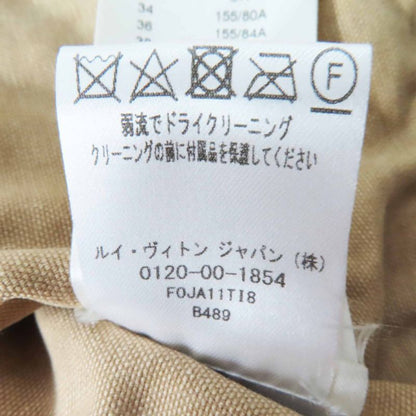 34
155/80A
36
155/84A
F
弱流でドライクリーニング
クリーニングの前に付属品を保護してください
ルイ・ヴィトン ジャパン (株)
0120-00-1854
F0JA11TI8
B489